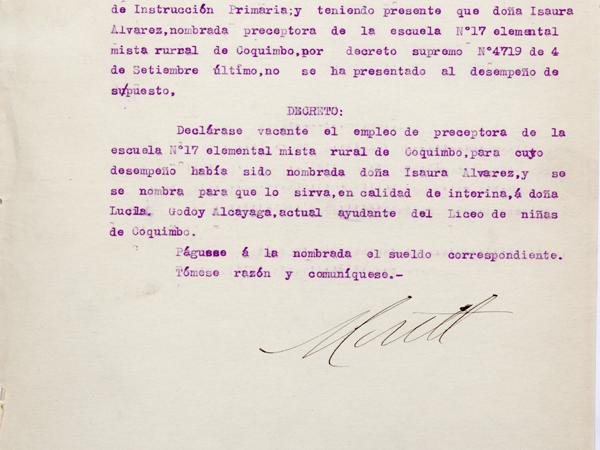 de Instrucción Primaria;y teniendo presente que doña Isaura
Alvarez,nombrada preceptora de la escuela N°17 elemental
mista rural de Coquimbo,por decreto supremo N°4719 de 4
de Setiembre último,no se ha presentado al desempeño de
su puesto,
DECRETO:
Declárase vacante el empleo de preceptora de la
escuela N°17 elemental mista rural de Coquimbo,para cuyo
desempeño había sido nombrada doña Isaura Alvarez,y se
se nombra para que lo sirva,en calidad de interina,á doña
Lucila Godoy Alcayaga,actual ayudante del Liceo de niñas
de Coquimbo.
Páguese á la nombrada el sueldo correspondiente.
Tómese razón y comuníquese.-